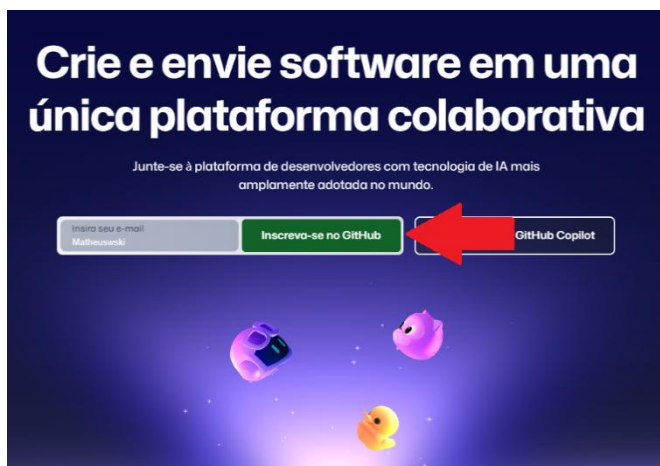 Crie e envie software em uma
única plataforma colaborativa
Junte-se à plataforma de desenvolvedores com tecnologia de IA mais
amplamente adotada no mundo.
Insira seu e-mail
Matheuswski
Inscreva-se no GitHub
GitHub Copilot